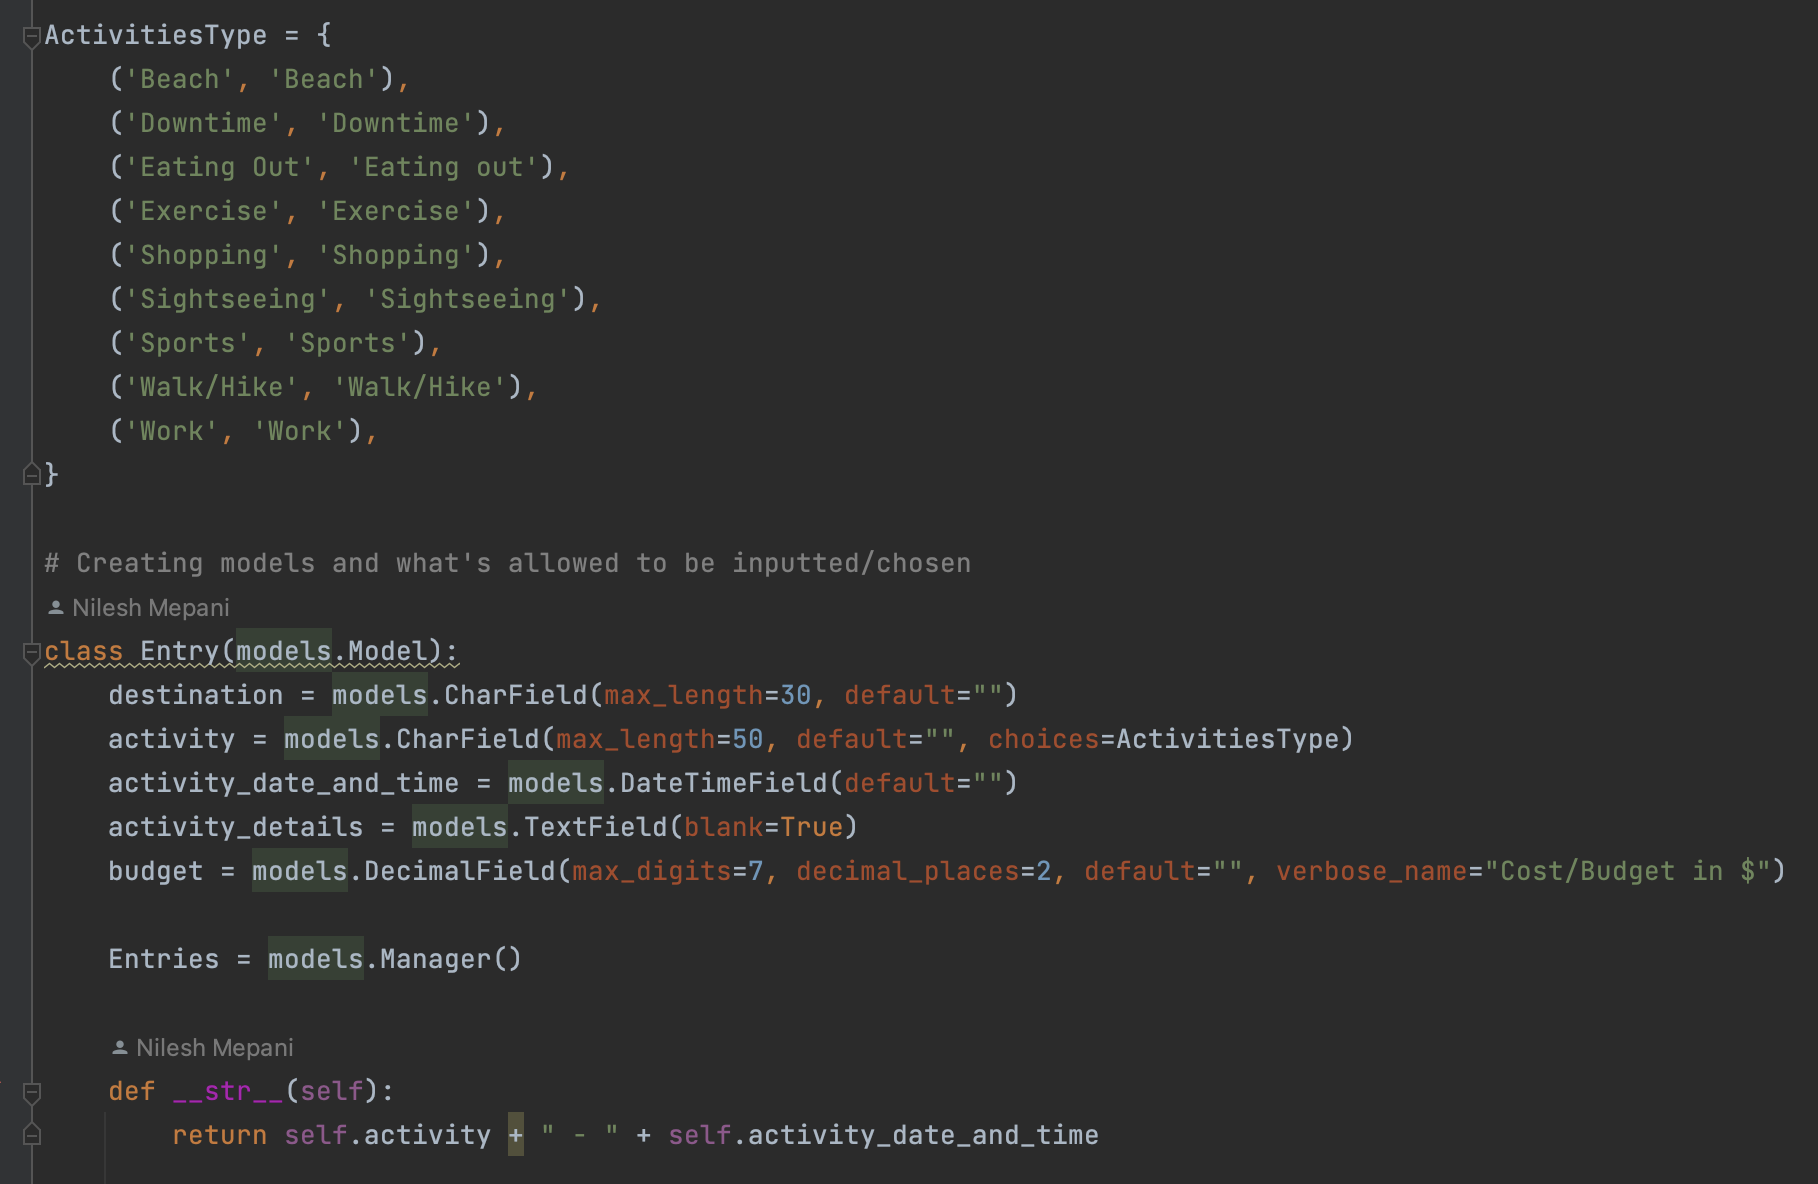 ActivitiesType = {
    ('Beach', 'Beach'),
    ('Downtime', 'Downtime'),
    ('Eating Out', 'Eating out'),
    ('Exercise', 'Exercise'),
    ('Shopping', 'Shopping'),
    ('Sightseeing', 'Sightseeing'),
    ('Sports', 'Sports'),
    ('Walk/Hike', 'Walk/Hike'),
    ('Work', 'Work'),
}
# Creating models and what's allowed to be inputted/chosen
Nilesh Mepani
class Entry(models.Model):
    destination = models.CharField(max_length=30, default="")
    activity = models.CharField(max_length=50, default="", choices=ActivitiesType)
    activity_date_and_time = models.DateTimeField(default="")
    activity_details = models.TextField(blank=True)
    budget = models.DecimalField(max_digits=7, decimal_places=2, default="", verbose_name="Cost/Budget in $")
    Entries = models.Manager()
    Nilesh Mepani
    def __str__(self):
        return self.activity + " - " + self.activity_date_and_time